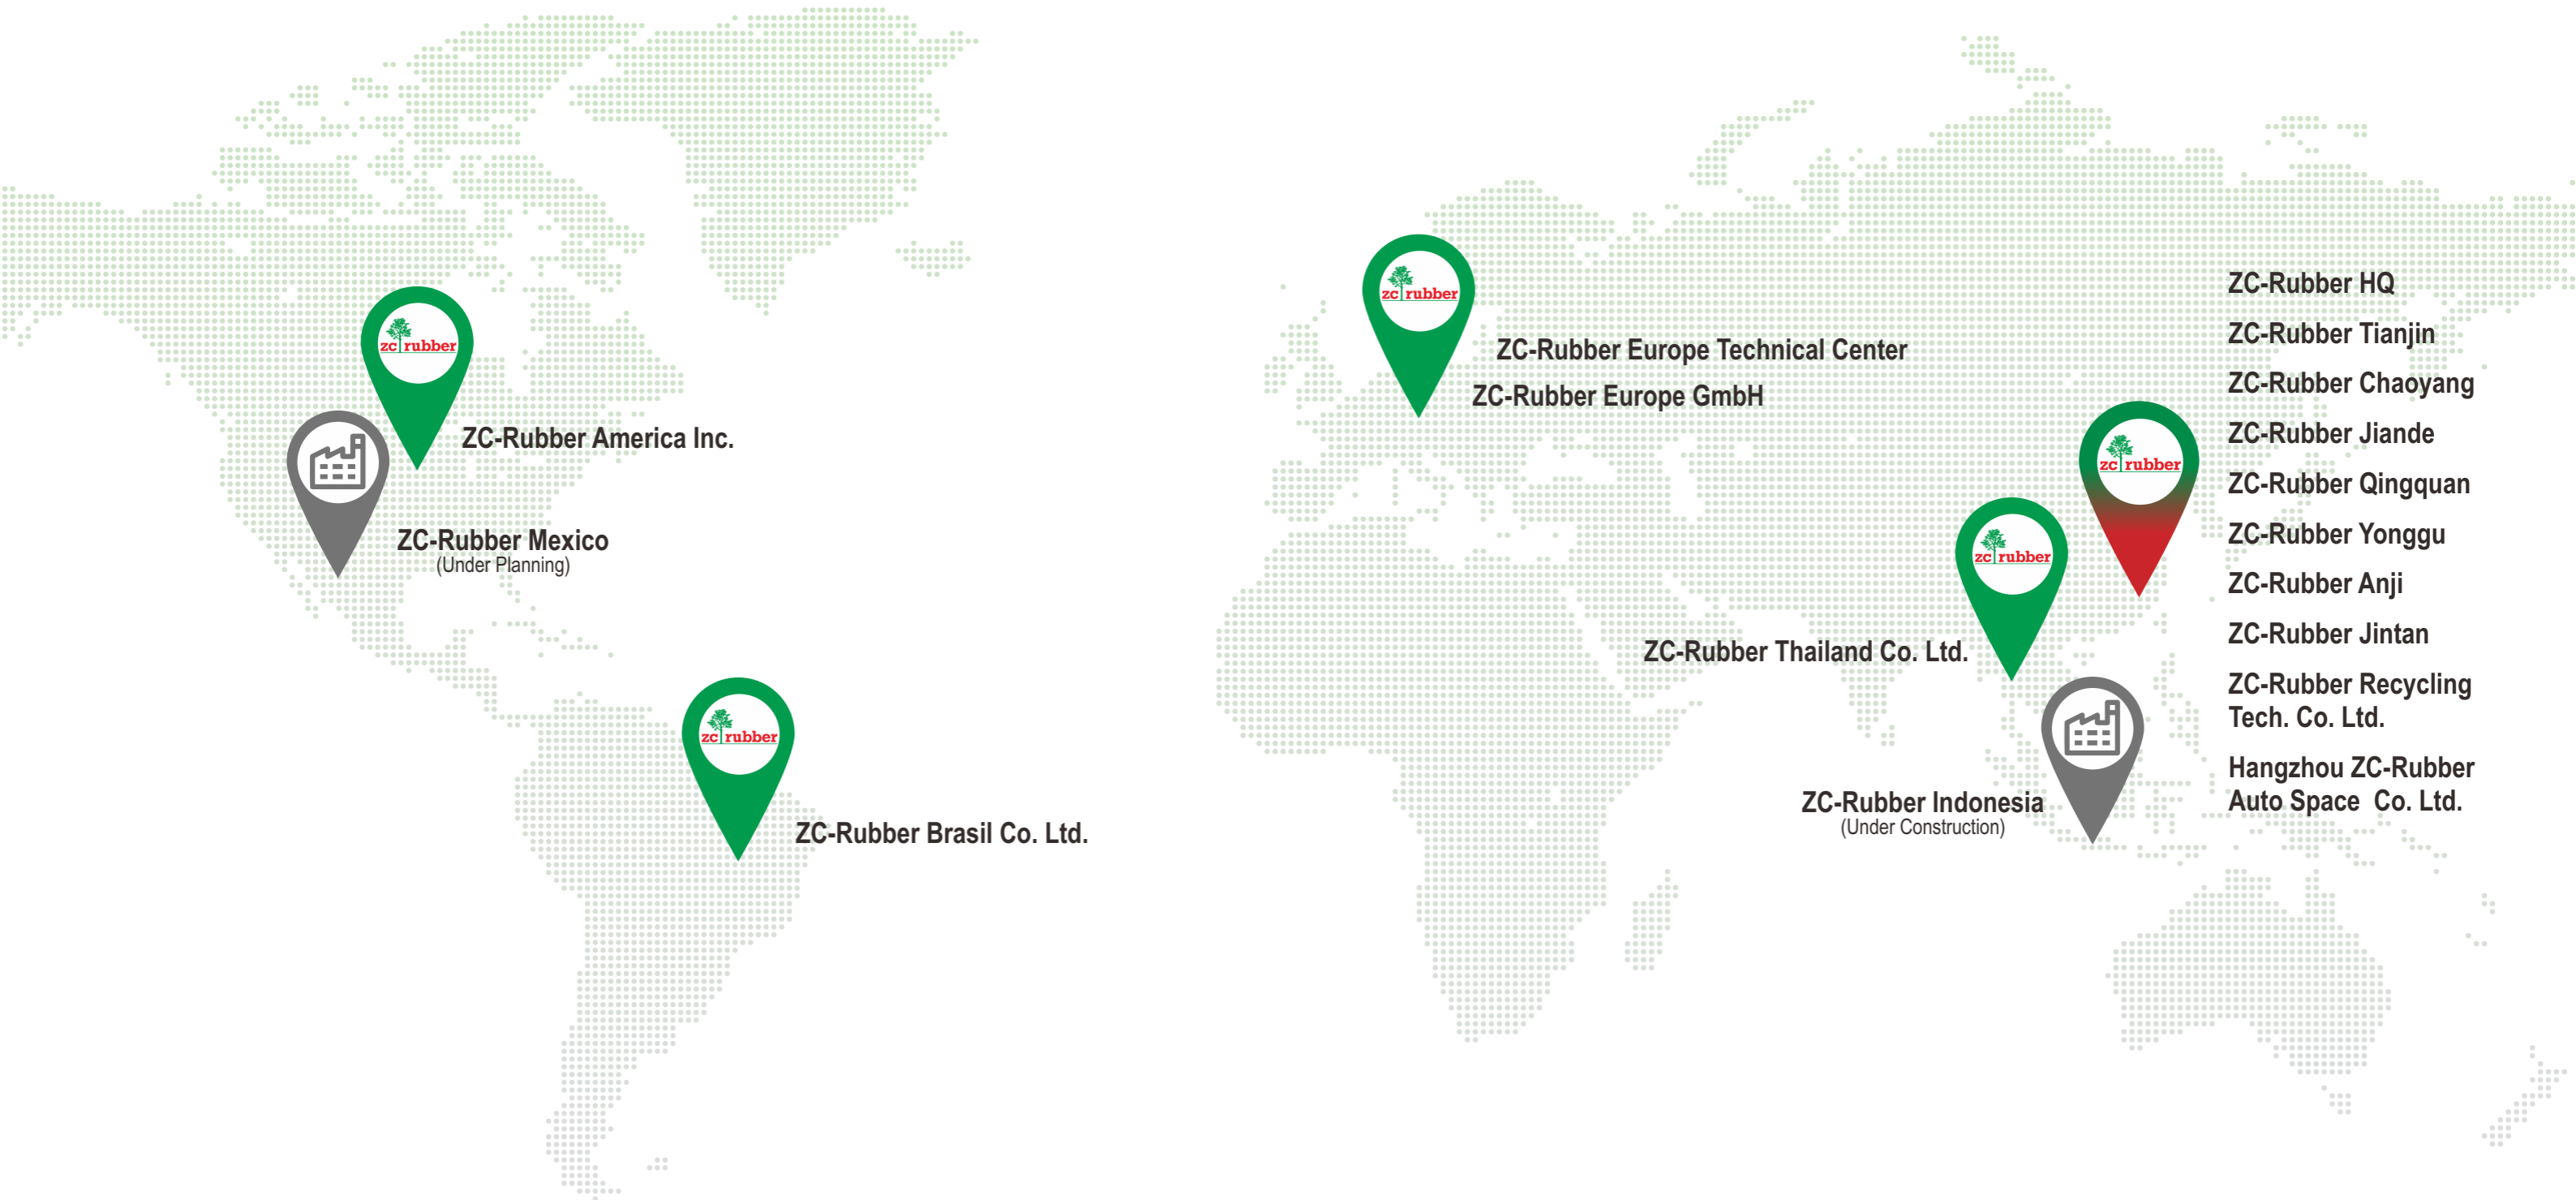 zc rubber
ZC-Rubber America Inc.
ZC-Rubber Mexico
(Under Planning)
zc rubber
ZC-Rubber Brasil Co. Ltd.
zc rubber
ZC-Rubber Europe Technical Center
ZC-Rubber Europe GmbH
zc rubber
ZC-Rubber Thailand Co. Ltd.
ZC-Rubber Indonesia
(Under Construction)
zc rubber
ZC-Rubber HQ
ZC-Rubber Tianjin
ZC-Rubber Chaoyang
ZC-Rubber Jiande
ZC-Rubber Qingquan
ZC-Rubber Yonggu
ZC-Rubber Anji
ZC-Rubber Jintan
ZC-Rubber Recycling
Tech. Co. Ltd.
Hangzhou ZC-Rubber
Auto Space Co. Ltd.